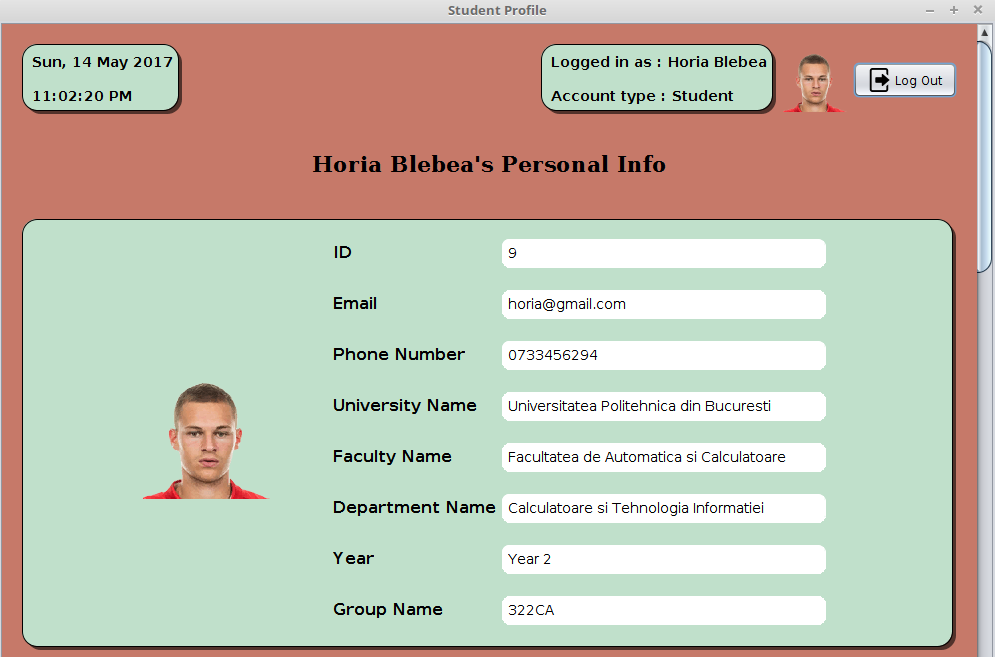 Student Profile
Sun, 14 May 2017
11:02:20 PM
Logged in as : Horia Blebea
Account type : Student
Log Out
Horia Blebea's Personal Info
ID 9
Email horia@gmail.com
Phone Number 0733456294
University Name Universitatea Politehnica din Bucuresti
Faculty Name Facultatea de Automatica si Calculatoare
Department Name Calculatoare si Tehnologia Informatiei
Year Year 2
Group Name 322CA